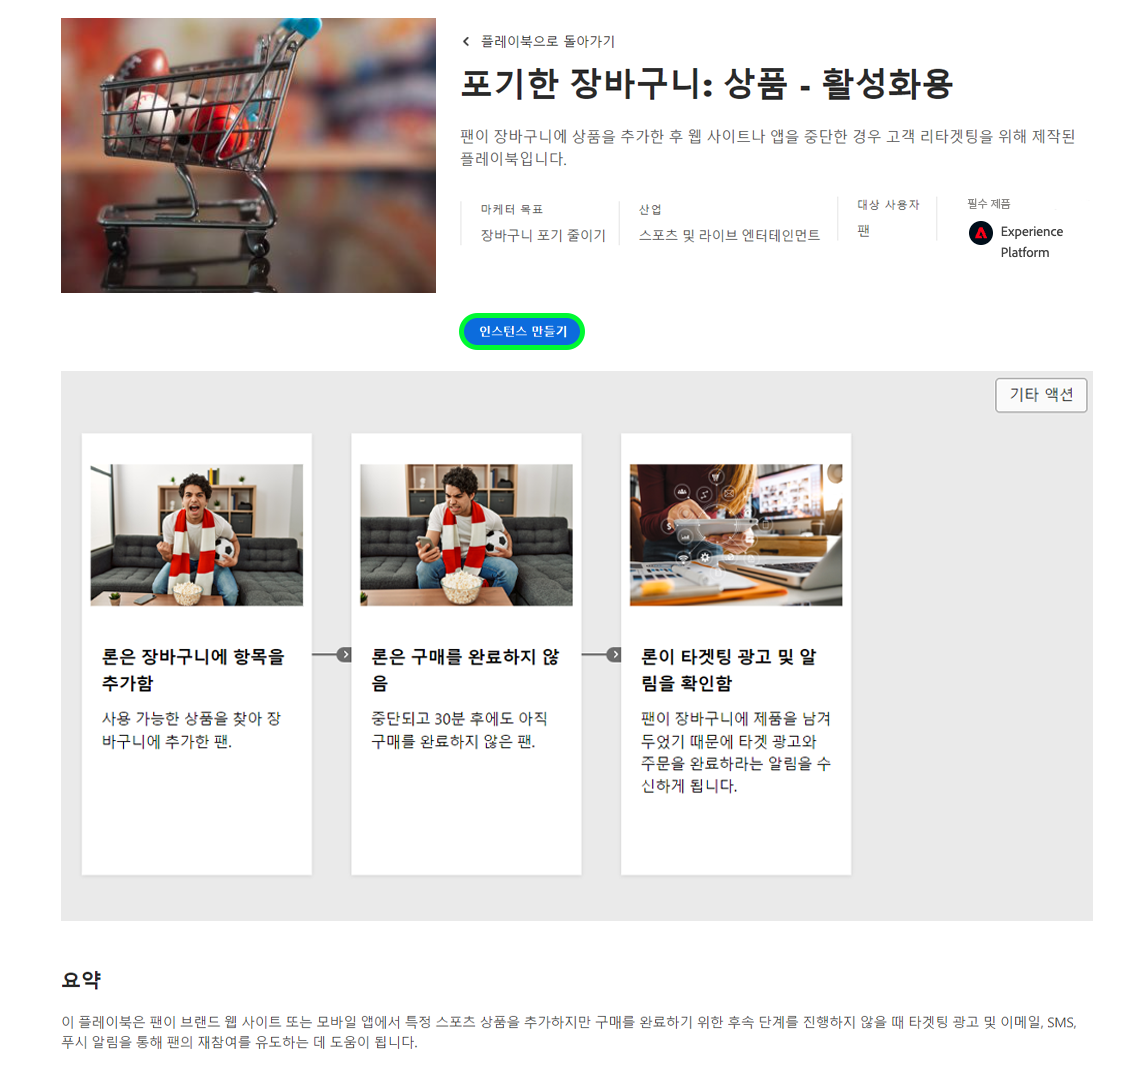 플레이북으로 돌아가기
포기한 장바구니: 상품 - 활성화용
팬이 장바구니에 상품을 추가한 후 웹 사이트나 앱을 중단한 경우 고객 리타겟팅을 위해 제작된
플레이북입니다.
마케터 목표
장바구니 포기 줄이기
산업
스포츠 및 라이브 엔터테인먼트
대상 사용자
팬
필수 제품
Experience
Platform
인스턴스 만들기
기타 액션
론은 장바구니에 항목을
추가함
사용 가능한 상품을 찾아 장
바구니에 추가한 팬.
론은 구매를 완료하지 않
음
중단되고 30분 후에도 아직
구매를 완료하지 않은 팬.
론이 타겟팅 광고 및 알
림을 확인함
팬이 장바구니에 제품을 남겨
두었기 때문에 타겟 광고와
주문을 완료하라는 알림을 수
신하게 됩니다.
요약
이 플레이북은 팬이 브랜드 웹 사이트 또는 모바일 앱에서 특정 스포츠 상품을 추가하지만 구매를 완료하기 위한 후속 단계를 진행하지 않을 때 타겟팅 광고 및 이메일, SMS,
푸시 알림을 통해 팬의 재참여를 유도하는 데 도움이 됩니다.